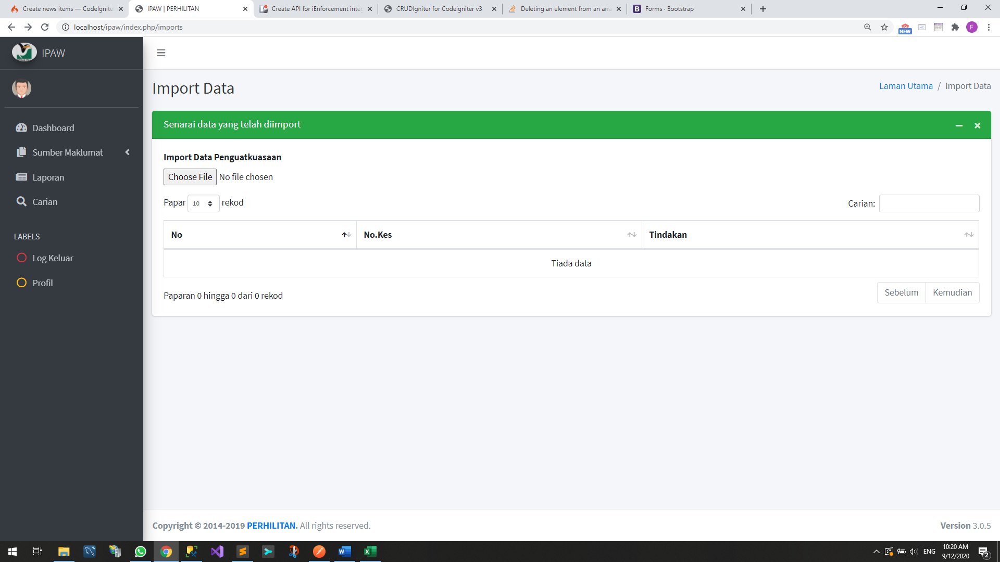 Create news items — CodeIgnite
IPAW | PERHILITAN
Create API for iEnforcement inte
CRUDIgniter for Codeigniter v3
Deleting an element from an arra
B Forms · Bootstrap
localhost/ipaw/index.php/imports
NEW
F
IPAW
Import Data
Laman Utama / Import Data
Dashboard
Sumber Maklumat
Laporan
Carian
LABELS
Log Keluar
Profil
Senarai data yang telah diimport
Import Data Penguatkuasaan
Choose File No file chosen
Papar 10 rekod
Carian:
No No.Kes Tindakan
Tiada data
Paparan 0 hingga 0 dari 0 rekod
Sebelum Kemudian
Copyright © 2014-2019 PERHILITAN. All rights reserved.
Version 3.0.5
ENG
10:20 AM
9/12/2020
2